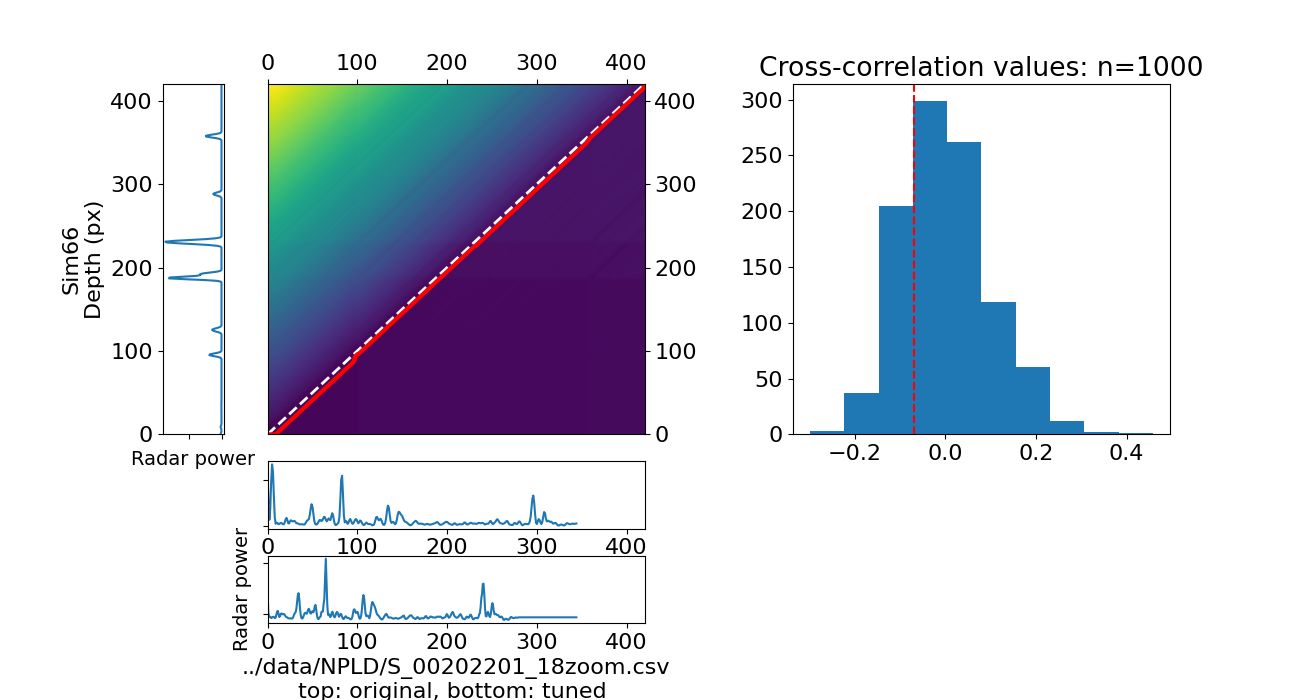 0 100 200 300 400
Cross-correlation values: n=1000
400
300
200
100
0
Sim66
Depth (px)
Radar power
400
300
200
100
0
300
250
200
150
100
50
0
−0.2 0.0 0.2 0.4
0 100 200 300 400
Radar power
0 100 200 300 400
../data/NPLD/S_00202201_18zoom.csv
top: original, bottom: tuned